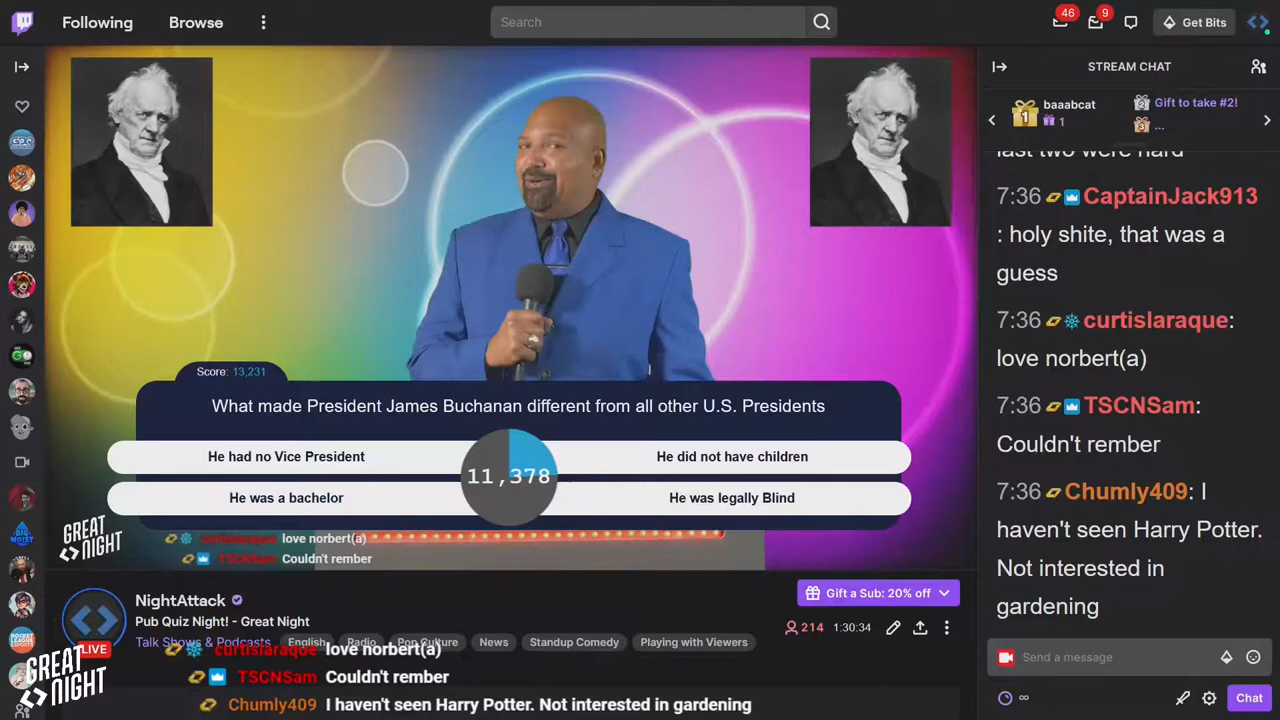 Following
Browse
Search
46
9
Get Bits
STREAM CHAT
1
baaabcat
1
2
Gift to take #2!
3
...
last two were hard
7:36 CaptainJack913
: holy shite, that was a
guess
7:36 curtislaraque:
love norbert(a)
7:36 TSCNSam:
Couldn't rember
7:36 Chumly409: I
haven't seen Harry Potter.
Not interested in
gardening
Send a message
Chat
Score: 13,231
What made President James Buchanan different from all other U.S. Presidents
He had no Vice President
He did not have children
11,378
He was a bachelor
He was legally Blind
GREAT
NIGHT
curtislaraque love norbert(a)
TSCNSam Couldn't rember
NightAttack
Pub Quiz Night! - Great Night
Talk Shows & Podcasts
English
Radio
Pop Culture
News
Standup Comedy
Playing with Viewers
LIVE
Gift a Sub: 20% off
214
1:30:34
GREAT
NIGHT
curtislaraque love norbert(a)
TSCNSam Couldn't rember
Chumly409 I haven't seen Harry Potter. Not interested in gardening